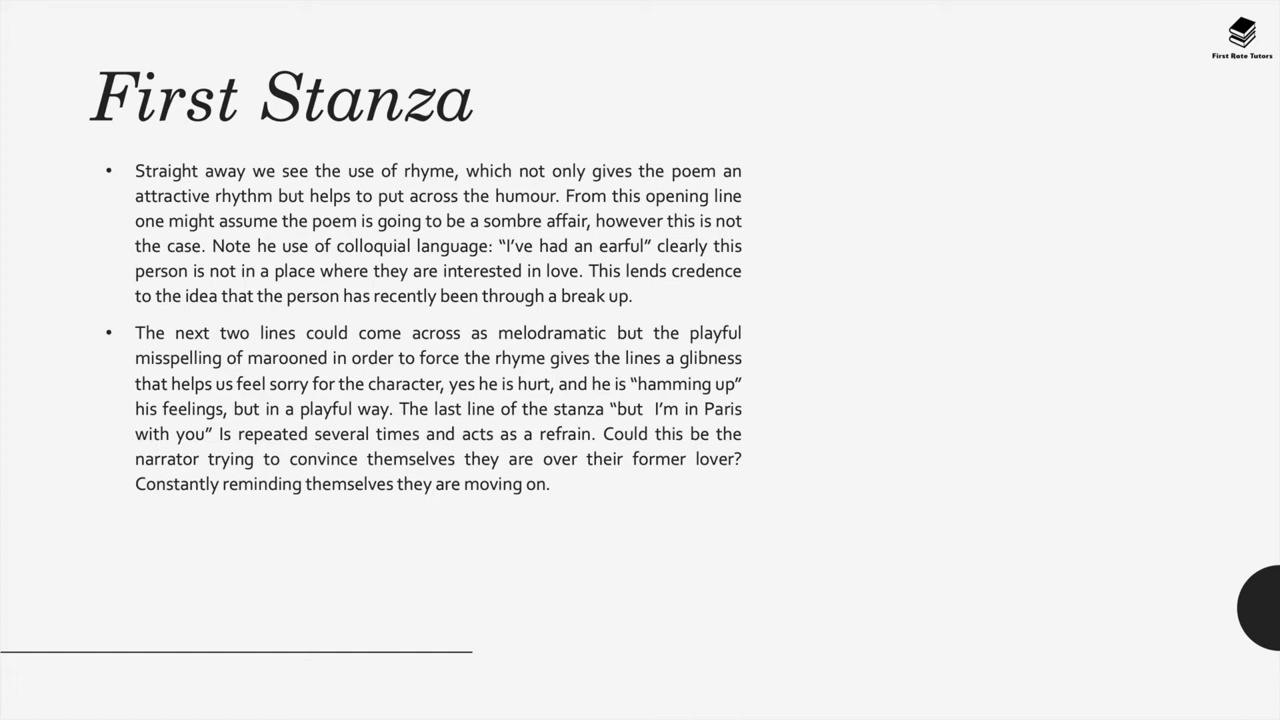 First Rate Tutors
First Stanza
• Straight away we see the use of rhyme, which not only gives the poem an
attractive rhythm but helps to put across the humour. From this opening line
one might assume the poem is going to be a sombre affair, however this is not
the case. Note he use of colloquial language: “I’ve had an earful” clearly this
person is not in a place where they are interested in love. This lends credence
to the idea that the person has recently been through a break up.
• The next two lines could come across as melodramatic but the playful
misspelling of marooned in order to force the rhyme gives the lines a glibness
that helps us feel sorry for the character, yes he is hurt, and he is “hamming up”
his feelings, but in a playful way. The last line of the stanza “but I’m in Paris
with you” Is repeated several times and acts as a refrain. Could this be the
narrator trying to convince themselves they are over their former lover?
Constantly reminding themselves they are moving on.